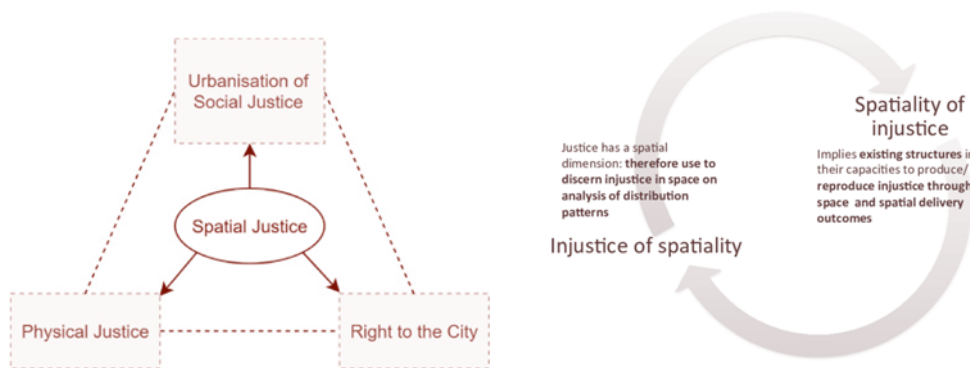 Urbanisation of
Social Justice
Spatial Justice
Physical Justice
Right to the City
Justice has a spatial
dimension: therefore use to
discern injustice in space on
analysis of distribution
patterns
Injustice of spatiality
Spatiality of
injustice
Implies existing structures in
their capacities to produce/
reproduce injustice through
space and spatial delivery
outcomes